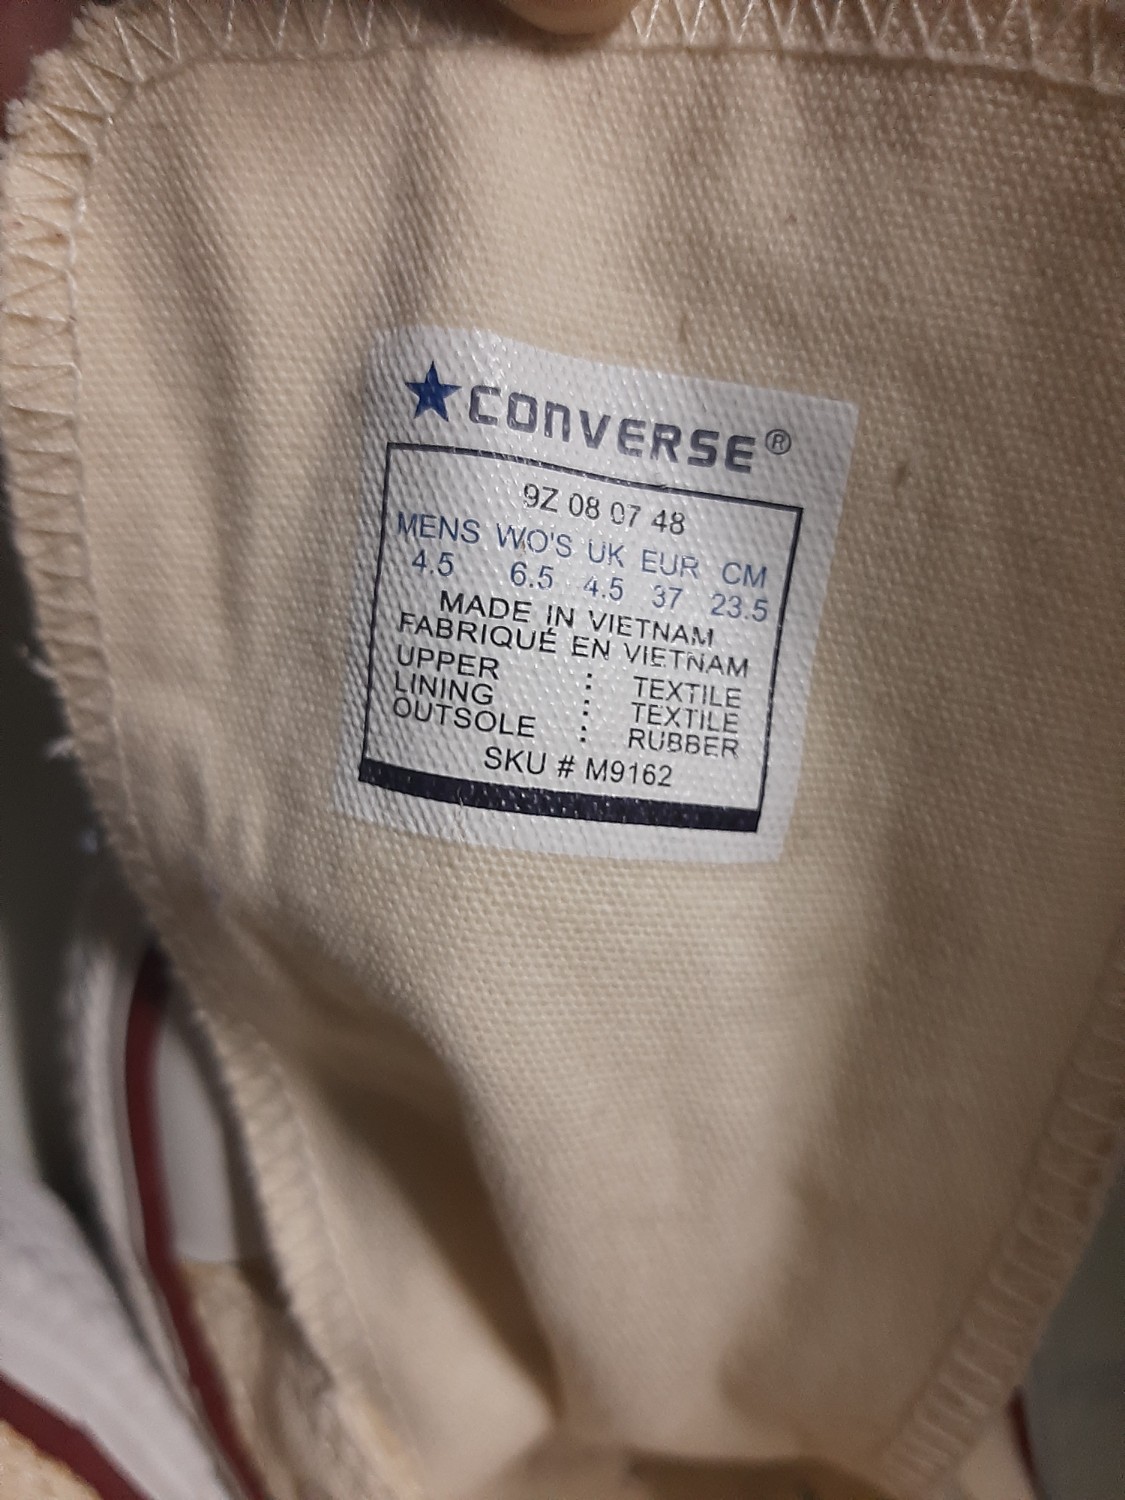 CONVERSE®
9Z 08 07 48
MENS WO'S UK EUR CM
4.5 6.5 4.5 37 23.5
MADE IN VIETNAM
FABRIQUÉ EN VIETNAM
UPPER : TEXTILE
LINING : TEXTILE
OUTSOLE : RUBBER
SKU # M9162